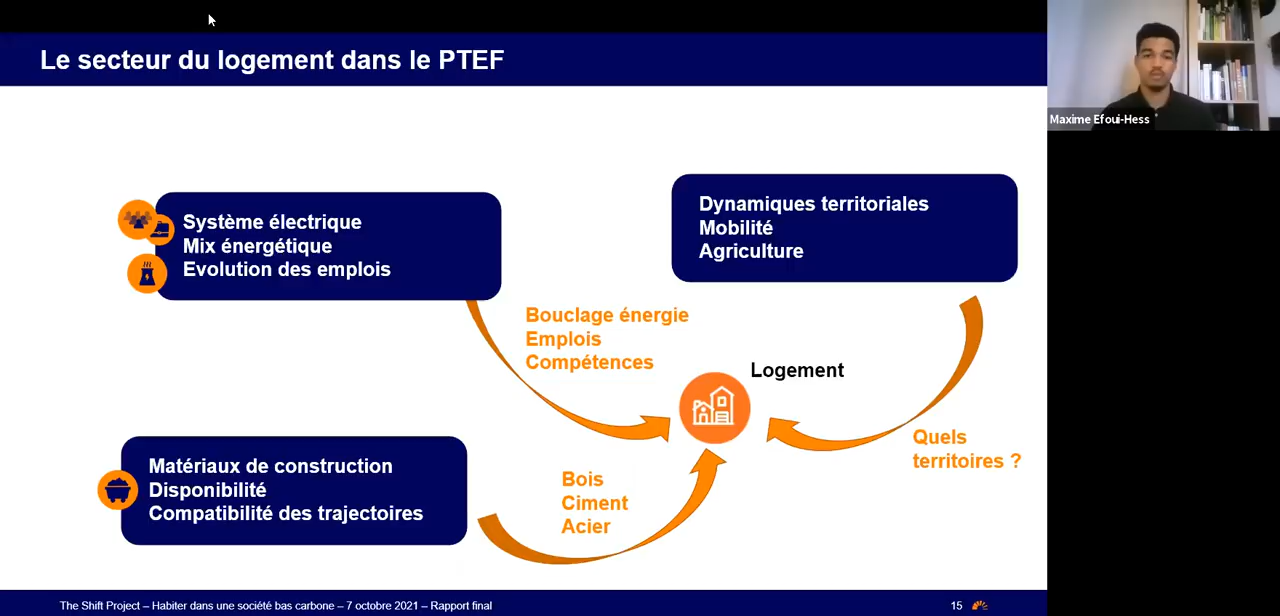 Le secteur du logement dans le PTEF
Maxime Efoui-Hess
Système électrique
Mix énergétique
Evolution des emplois
Dynamiques territoriales
Mobilité
Agriculture
Bouclage énergie
Emplois
Compétences
Logement
Quels
territoires ?
Matériaux de construction
Disponibilité
Compatibilité des trajectoires
Bois
Ciment
Acier
The Shift Project – Habiter dans une société bas carbone – 7 octobre 2021 – Rapport final
15